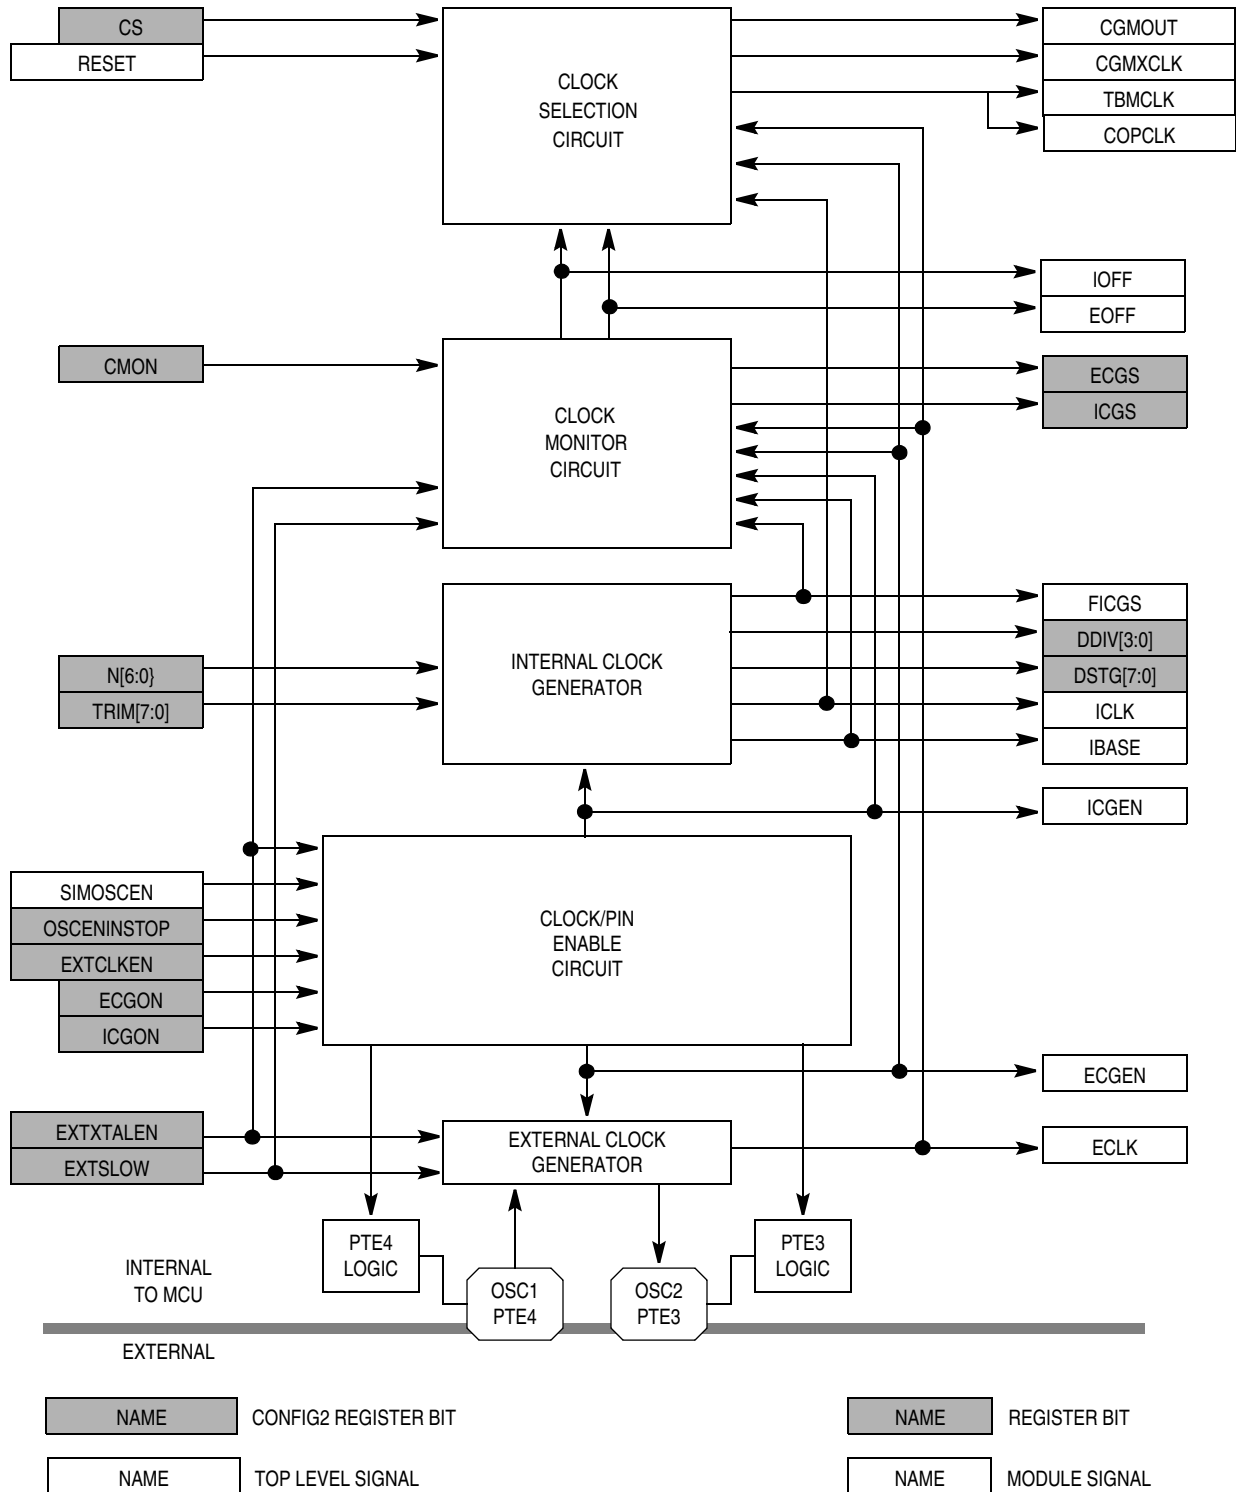 CS
RESET
CLOCK
SELECTION
CIRCUIT
CGMOUT
CGMXCLK
TBMCLK
COPCLK
IOFF
EOFF
CMON
CLOCK
MONITOR
CIRCUIT
ECGS
ICGS
N[6:0}
TRIM[7:0]
INTERNAL CLOCK
GENERATOR
FICGS
DDIV[3:0]
DSTG[7:0]
ICLK
IBASE
ICGEN
SIMOSCEN
OSCENINSTOP
EXTCLKEN
ECGON
ICGON
CLOCK/PIN
ENABLE
CIRCUIT
ECGEN
EXTXTALEN
EXTSLOW
EXTERNAL CLOCK
GENERATOR
ECLK
PTE4
LOGIC
PTE3
LOGIC
INTERNAL
TO MCU
OSC1
PTE4
OSC2
PTE3
EXTERNAL
NAME CONFIG2 REGISTER BIT
NAME REGISTER BIT
NAME TOP LEVEL SIGNAL
NAME MODULE SIGNAL